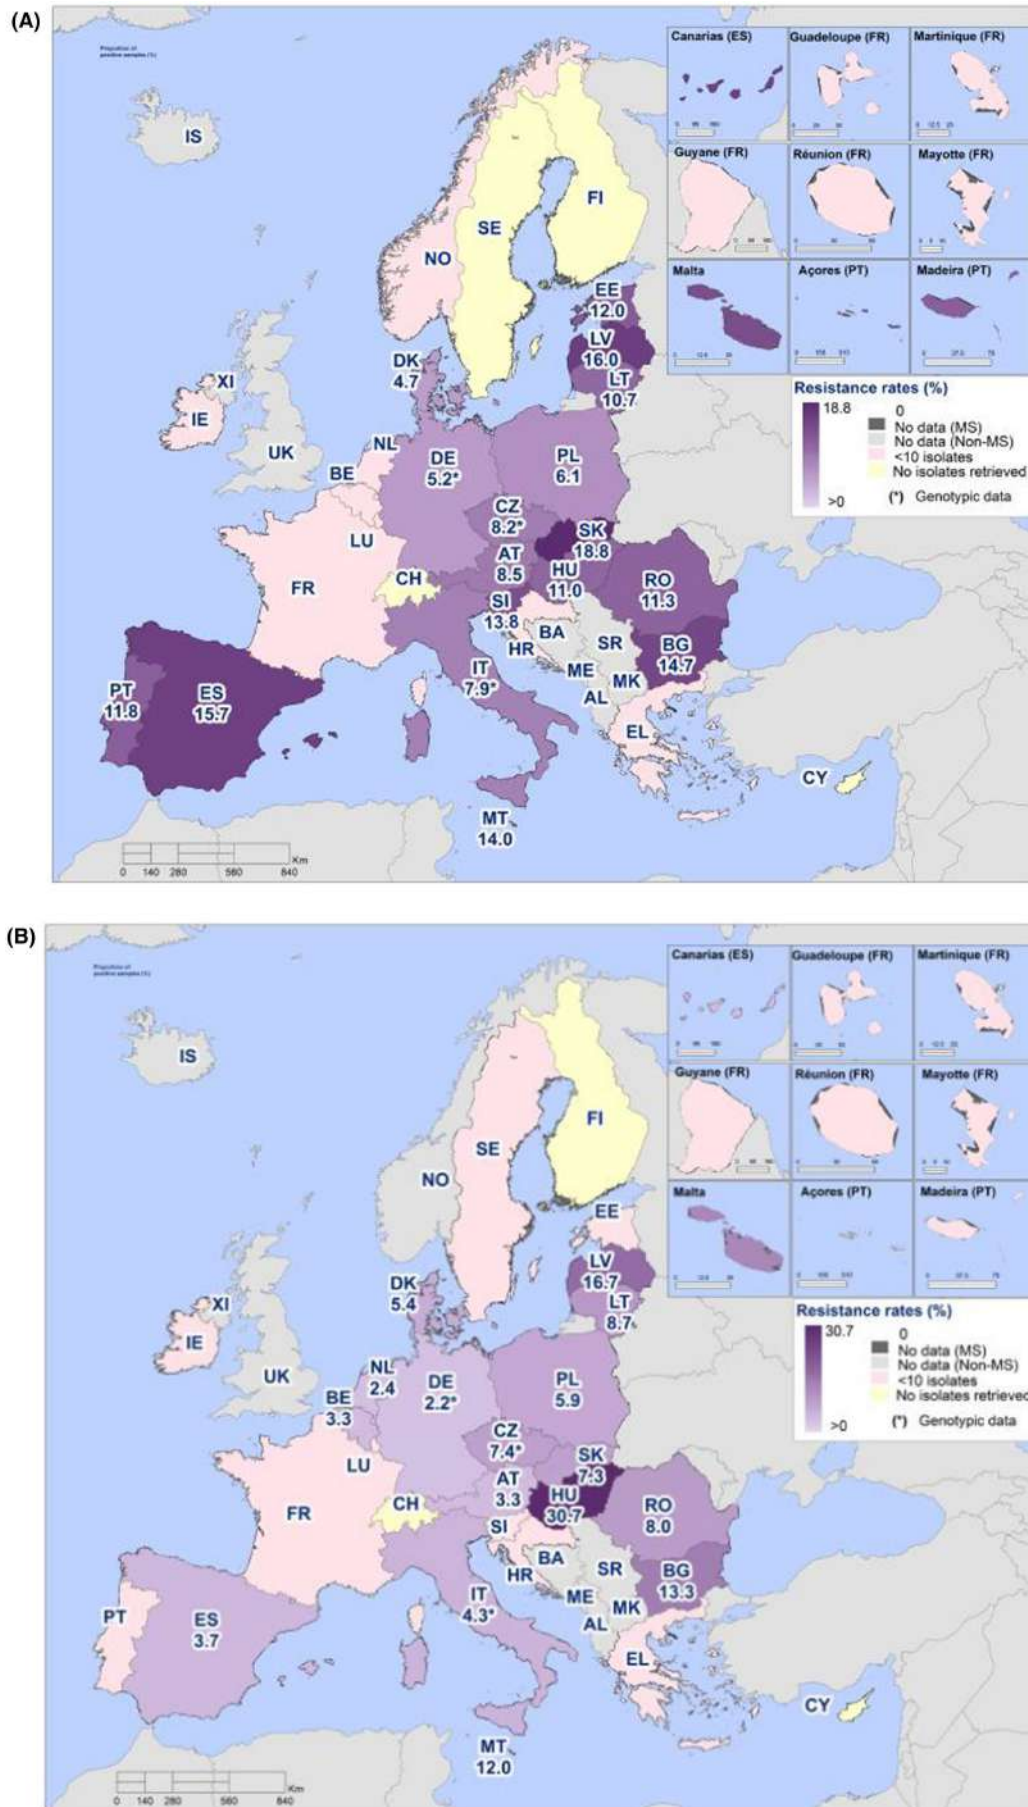 (A)
Proportion of
positive samples (%)
Canarias (ES)
Guadeloupe (FR)
Martinique (FR)
Guyane (FR)
Réunion (FR)
Mayotte (FR)
Malta
Açores (PT)
Madeira (PT)
IS
FI
SE
NO
EE
12.0
LV
16.0
LT
10.7
DK
4.7
XI
IE
UK
NL
BE
DE
5.2*
PL
6.1
CZ
8.2*
SK
18.8
LU
AT
8.5
HU
11.0
FR
CH
RO
11.3
SI
13.8
BA
HR
SR
BG
14.7
ME
MK
AL
IT
7.9*
PT
11.8
ES
15.7
EL
CY
MT
14.0
Resistance rates (%)
18.8
>0
0
No data (MS)
No data (Non-MS)
<10 isolates
No isolates retrieved
(*) Genotypic data
Km
0 140 280 560 840
(B)
Proportion of
positive samples (%)
Canarias (ES)
Guadeloupe (FR)
Martinique (FR)
Guyane (FR)
Réunion (FR)
Mayotte (FR)
Malta
Açores (PT)
Madeira (PT)
IS
FI
SE
NO
EE
LV
16.7
LT
8.7
DK
5.4
XI
IE
UK
NL
2.4
BE
3.3
DE
2.2*
PL
5.9
CZ
7.4*
SK
7.3
LU
AT
3.3
HU
30.7
FR
CH
RO
8.0
SI
BA
HR
SR
BG
13.3
ME
MK
AL
IT
4.3*
PT
ES
3.7
EL
CY
MT
12.0
Resistance rates (%)
30.7
>0
0
No data (MS)
No data (Non-MS)
<10 isolates
No isolates retrieved
(*) Genotypic data
Km
0 140 280 560 840